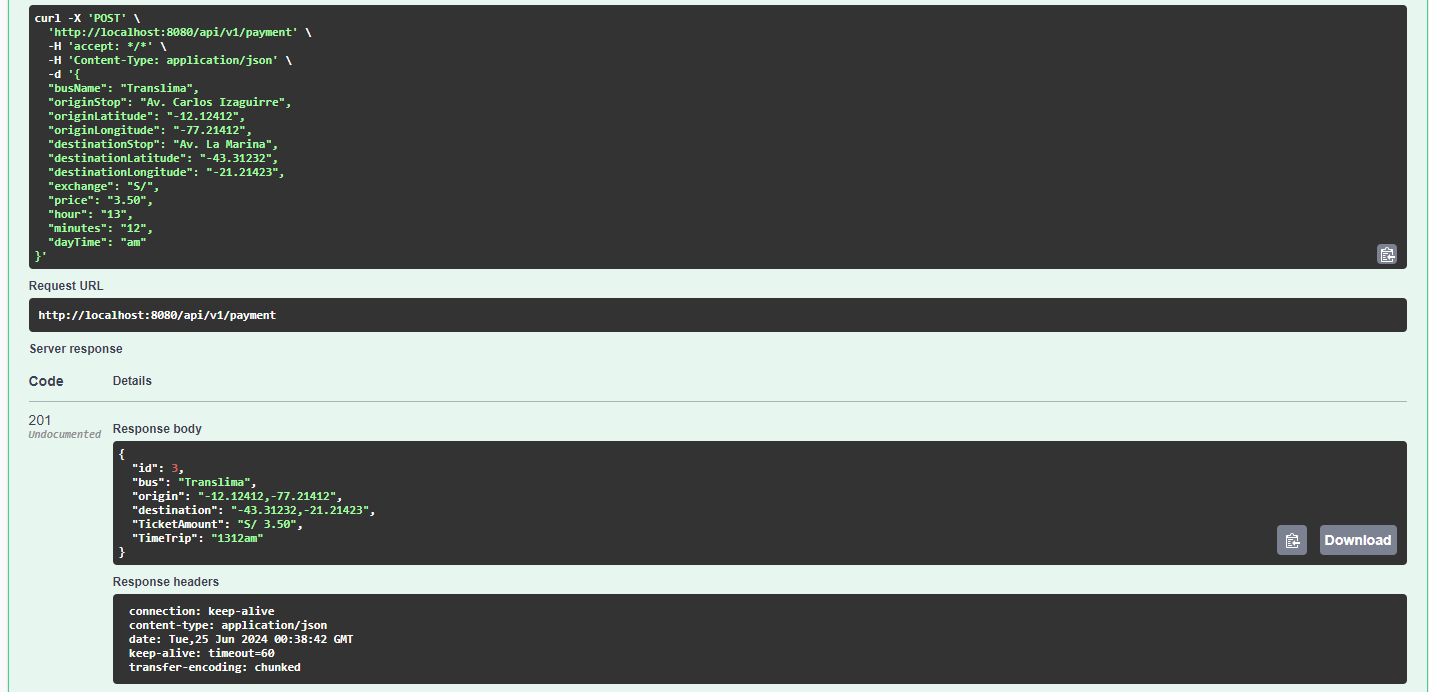 curl -X 'POST' \
  'http://localhost:8080/api/v1/payment' \
  -H 'accept: */*' \
  -H 'Content-Type: application/json' \
  -d '{
  "busName": "Translima",
  "originStop": "Av. Carlos Izaguirre",
  "originLatitude": "-12.12412",
  "originLongitude": "-77.21412",
  "destinationStop": "Av. La Marina",
  "destinationLatitude": "-43.31232",
  "destinationLongitude": "-21.21423",
  "exchange": "S/",
  "price": "3.50",
  "hour": "13",
  "minutes": "12",
  "dayTime": "am"
}'
Request URL
http://localhost:8080/api/v1/payment
Server response
Code Details
201
Undocumented
Response body
{
  "id": 3,
  "bus": "Translima",
  "origin": "-12.12412,-77.21412",
  "destination": "-43.31232,-21.21423",
  "TicketAmount": "S/ 3.50",
  "TimeTrip": "1312am"
}
Download
Response headers
connection: keep-alive
content-type: application/json
date: Tue,25 Jun 2024 00:38:42 GMT
keep-alive: timeout=60
transfer-encoding: chunked